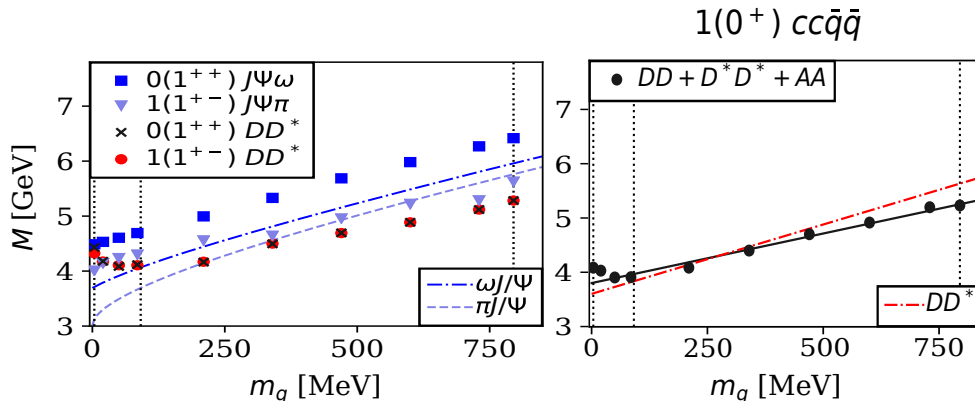 1(0⁺) ccq̄q̄
0(1⁺⁺) JΨω
1(1⁺⁻) JΨπ
0(1⁺⁺) DD*
1(1⁺⁻) DD*
ωJ/Ψ
πJ/Ψ
M [GeV]
7
6
5
4
3
0
250
500
750
m_q [MeV]
DD + D*D* + AA
DD*
7
6
5
4
3
0
250
500
750
m_q [MeV]